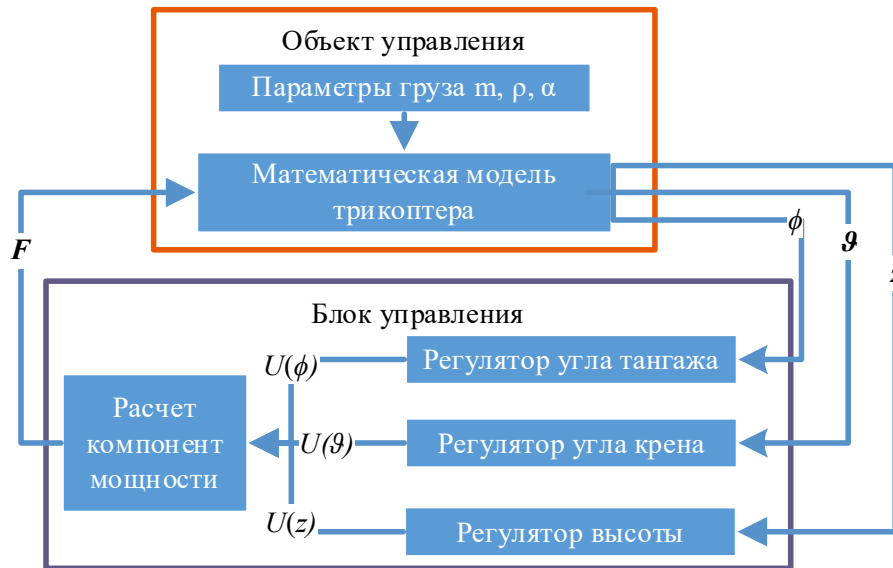 Объект управления
Параметры груза m, ρ, α
Математическая модель
трикоптера
ϕ
F
ϑ
Блок управления
U(ϕ)
Регулятор угла тангажа
Расчет
компонент
мощности
U(ϑ)
Регулятор угла крена
U(z)
Регулятор высоты